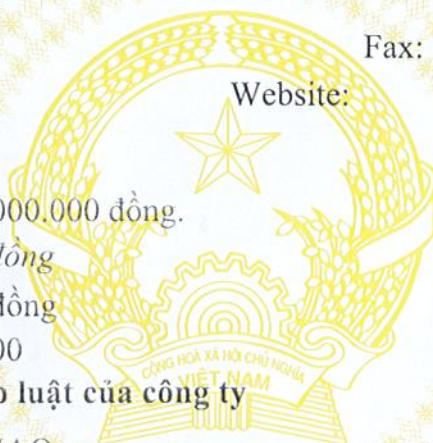 Fax:
Website:
000.000 đồng.
đồng
đồng
00
luật của công ty
CỘNG HOÀ XÃ HỘI CHỦ NGHĨA
VIỆT NAM